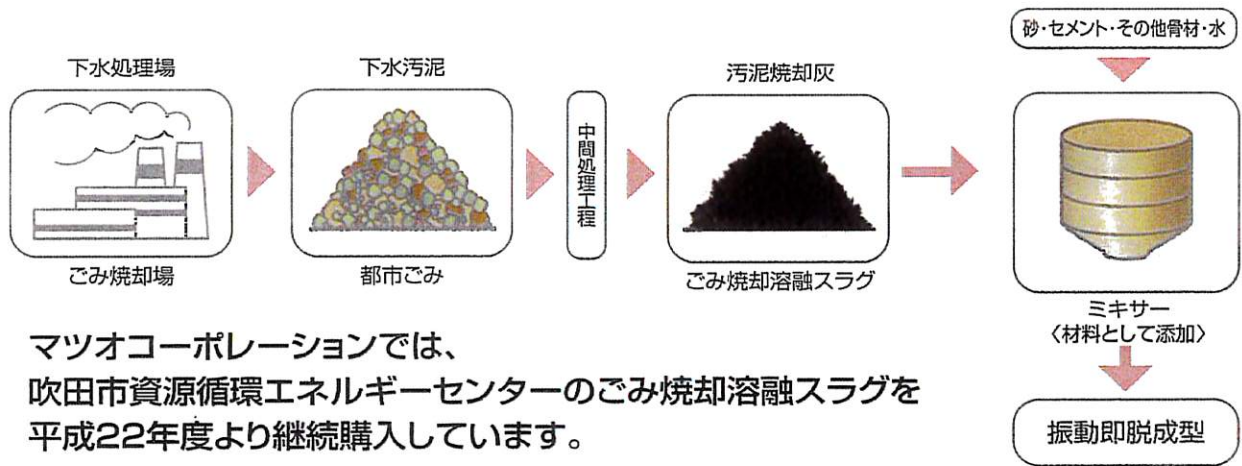 下水処理場
ごみ焼却場
下水汚泥
都市ごみ
中間処理工程
汚泥焼却灰
ごみ焼却溶融スラグ
砂・セメント・その他骨材・水
ミキサー
〈材料として添加〉
振動即脱成型
マツオコーポレーションでは、
吹田市資源循環エネルギーセンターのごみ焼却溶融スラグを
平成22年度より継続購入しています。